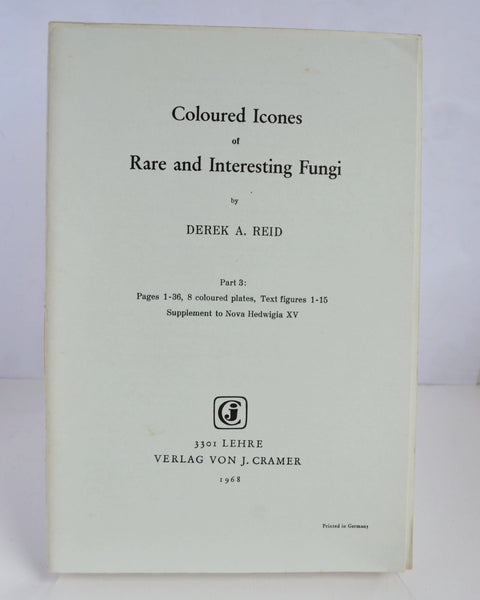 Coloured Icones
of
Rare and Interesting Fungi
by
DEREK A. REID
Part 3:
Pages 1-36, 8 coloured plates, Text figures 1-15
Supplement to Nova Hedwigia XV
CJ
3301 LEHRE
VERLAG VON J. CRAMER
1968
Printed in Germany